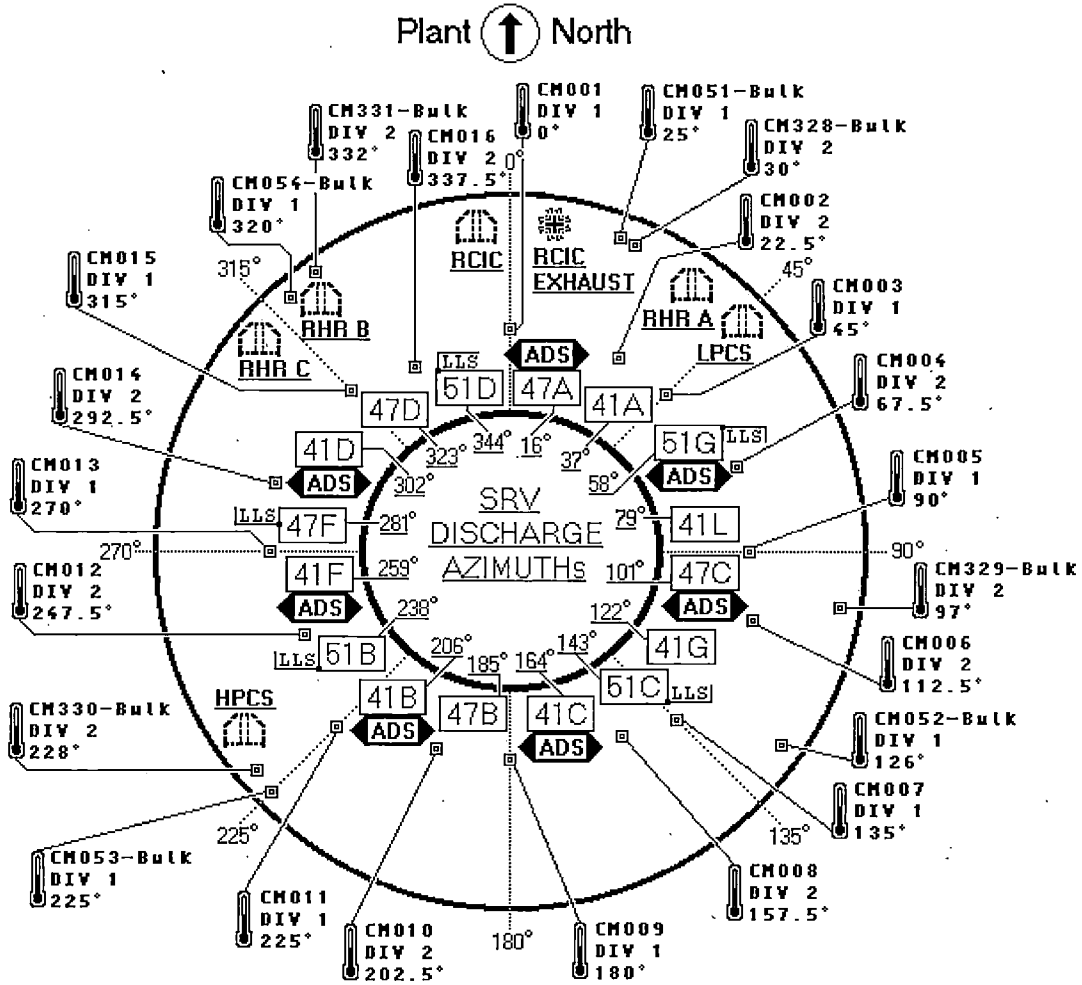 Plant North
CM001
DIV 1
0°
CM051-Bulk
DIV 1
25°
CM331-Bulk
DIV 2
332°
CM016
DIV 2
337.5°
CM328-Bulk
DIV 2
30°
0°
CM054-Bulk
DIV 1
320°
CM002
DIV 2
22.5°
RCIC
RCIC
EXHAUST
CM015
DIV 1
315°
315°
45°
CM003
DIV 1
45°
RHR B
RHR A
RHR C
LPCS
CM014
DIV 2
292.5°
CM004
DIV 2
67.5°
LLS
51D
ADS
47A
47D
41A
41D
ADS
51G
LLS
ADS
323°
344°
16°
37°
302°
58°
CM013
DIV 1
270°
CM005
DIV 1
90°
LLS
47F
281°
SRV
DISCHARGE
AZIMUTHs
79°
41L
270°
90°
CM012
DIV 2
247.5°
41F
ADS
259°
101°
47C
ADS
CM329-Bulk
DIV 2
97°
238°
122°
LLS
51B
41G
CM006
DIV 2
112.5°
206°
185°
164°
143°
41B
ADS
47B
41C
ADS
51C
LLS
HPCS
CM330-Bulk
DIV 2
228°
CM052-Bulk
DIV 1
126°
CM007
DIV 1
135°
225°
135°
CM053-Bulk
DIV 1
225°
CM011
DIV 1
225°
CM008
DIV 2
157.5°
CM010
DIV 2
202.5°
180°
CM009
DIV 1
180°